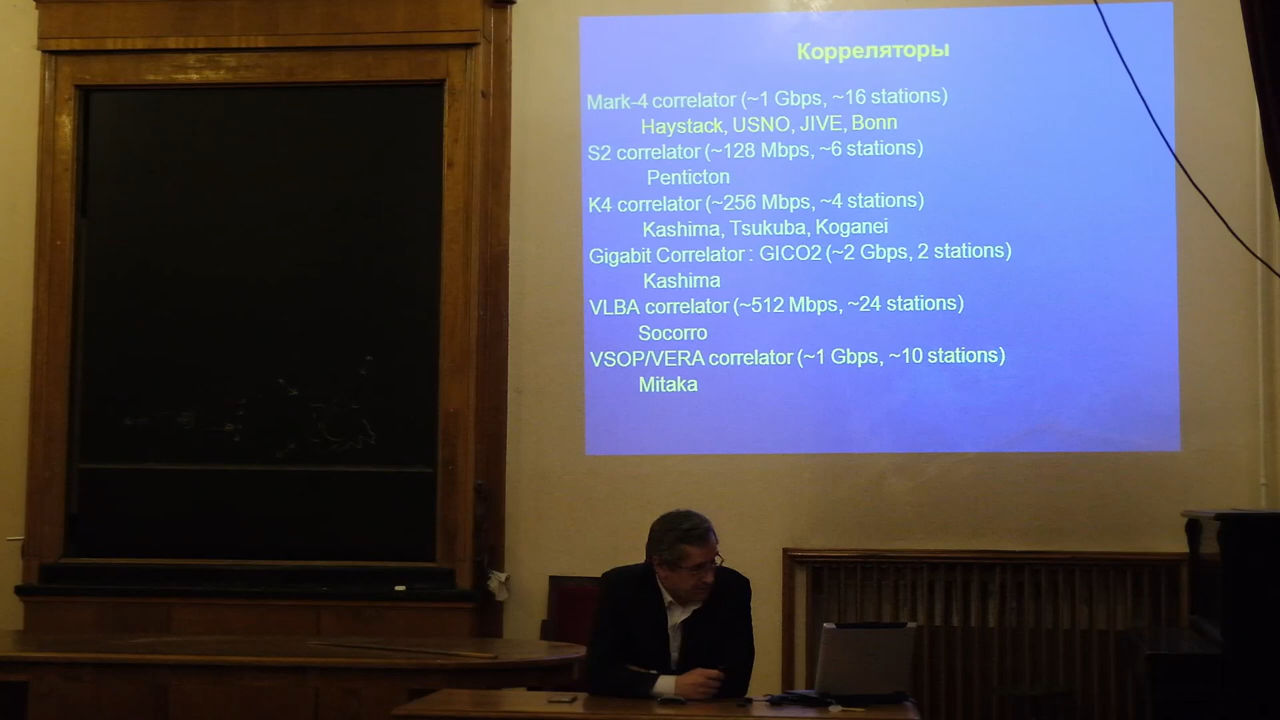 Корреляторы
Mark-4 correlator (~1 Gbps, ~16 stations)
Haystack, USNO, JIVE, Bonn
S2 correlator (~128 Mbps, ~6 stations)
Penticton
K4 correlator (~256 Mbps, ~4 stations)
Kashima, Tsukuba, Koganei
Gigabit Correlator : GICO2 (~2 Gbps, 2 stations)
Kashima
VLBA correlator (~512 Mbps, ~24 stations)
Socorro
VSOP/VERA correlator (~1 Gbps, ~10 stations)
Mitaka